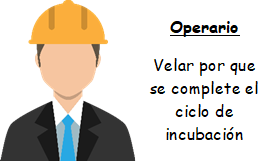 Operario
Velar por que
se complete el
ciclo de
incubación